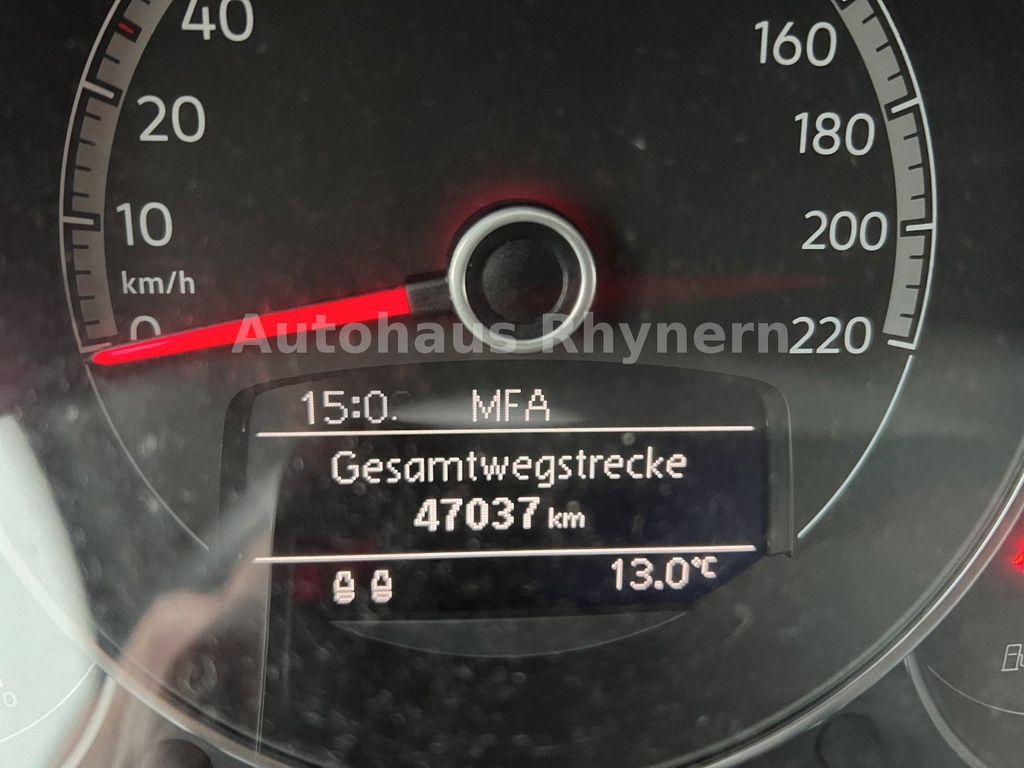 40
20
10
km/h
0
160
180
200
220
Autohaus Rhynern
MFA
Gesamtwegstrecke
47037 km
13.0°C